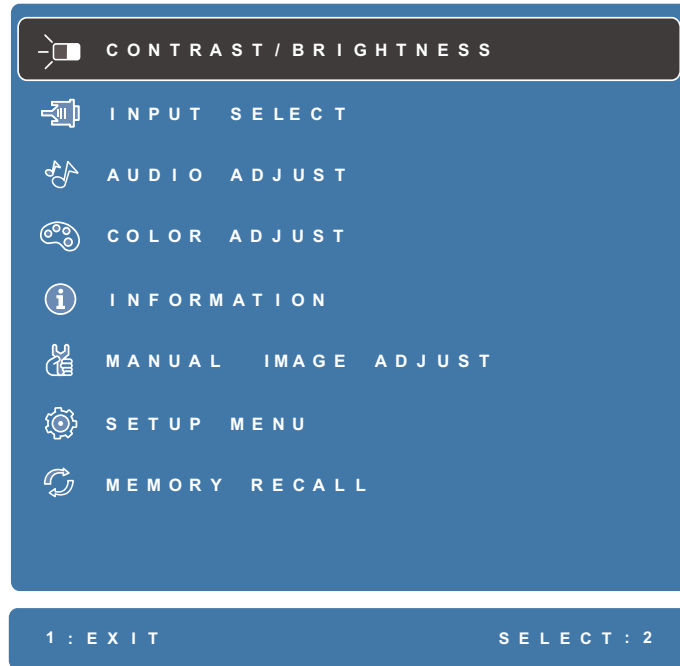 CONTRAST/BRIGHTNESS
INPUT SELECT
AUDIO ADJUST
COLOR ADJUST
INFORMATION
MANUAL IMAGE ADJUST
SETUP MENU
MEMORY RECALL
1:EXIT SELECT:2